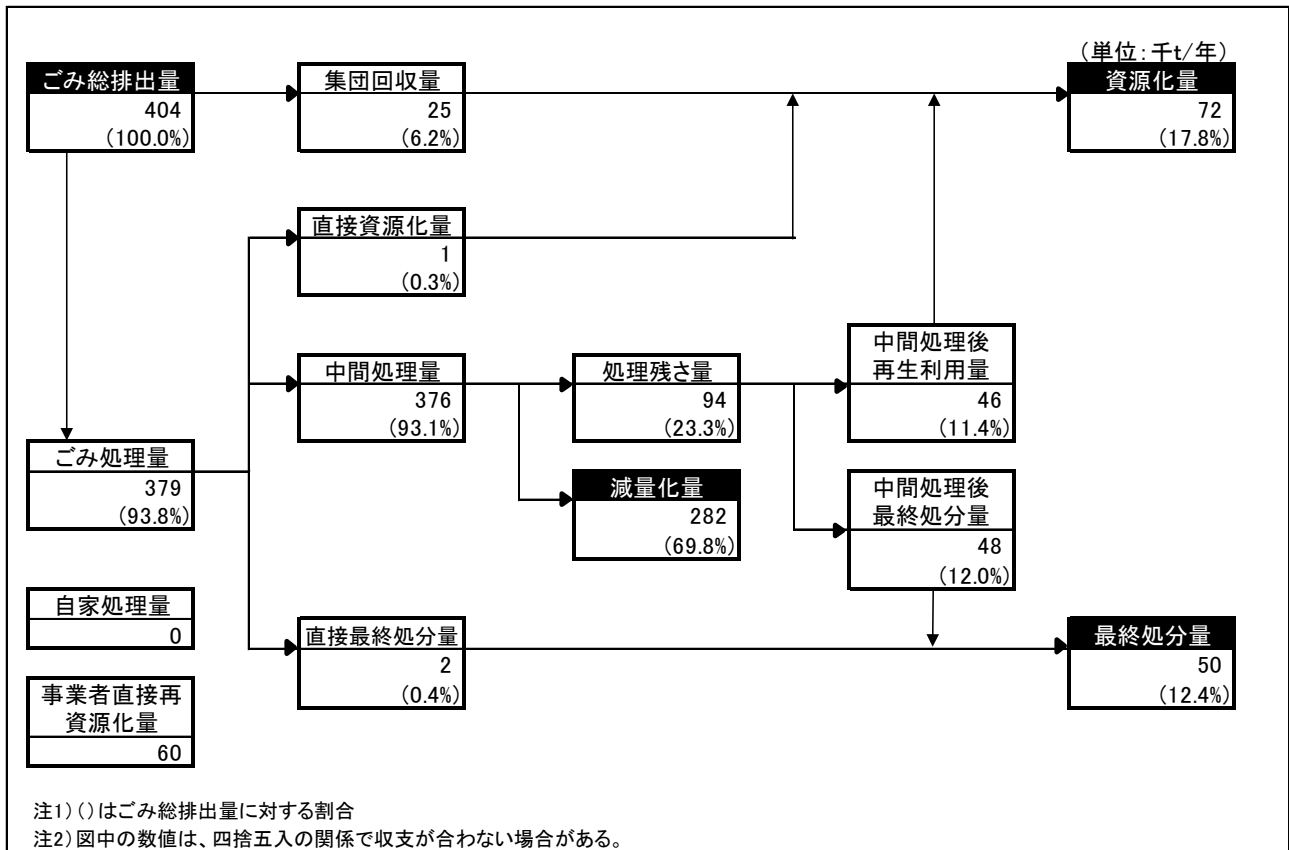 (単位:千t/年)
ごみ総排出量
404
(100.0%)
集団回収量
25
(6.2%)
資源化量
72
(17.8%)
直接資源化量
1
(0.3%)
中間処理量
376
(93.1%)
処理残さ量
94
(23.3%)
中間処理後
再生利用量
46
(11.4%)
ごみ処理量
379
(93.8%)
減量化量
282
(69.8%)
中間処理後
最終処分量
48
(12.0%)
自家処理量
0
直接最終処分量
2
(0.4%)
最終処分量
50
(12.4%)
事業者直接再
資源化量
60
注1)()はごみ総排出量に対する割合
注2)図中の数値は、四捨五入の関係で収支が合わない場合がある。